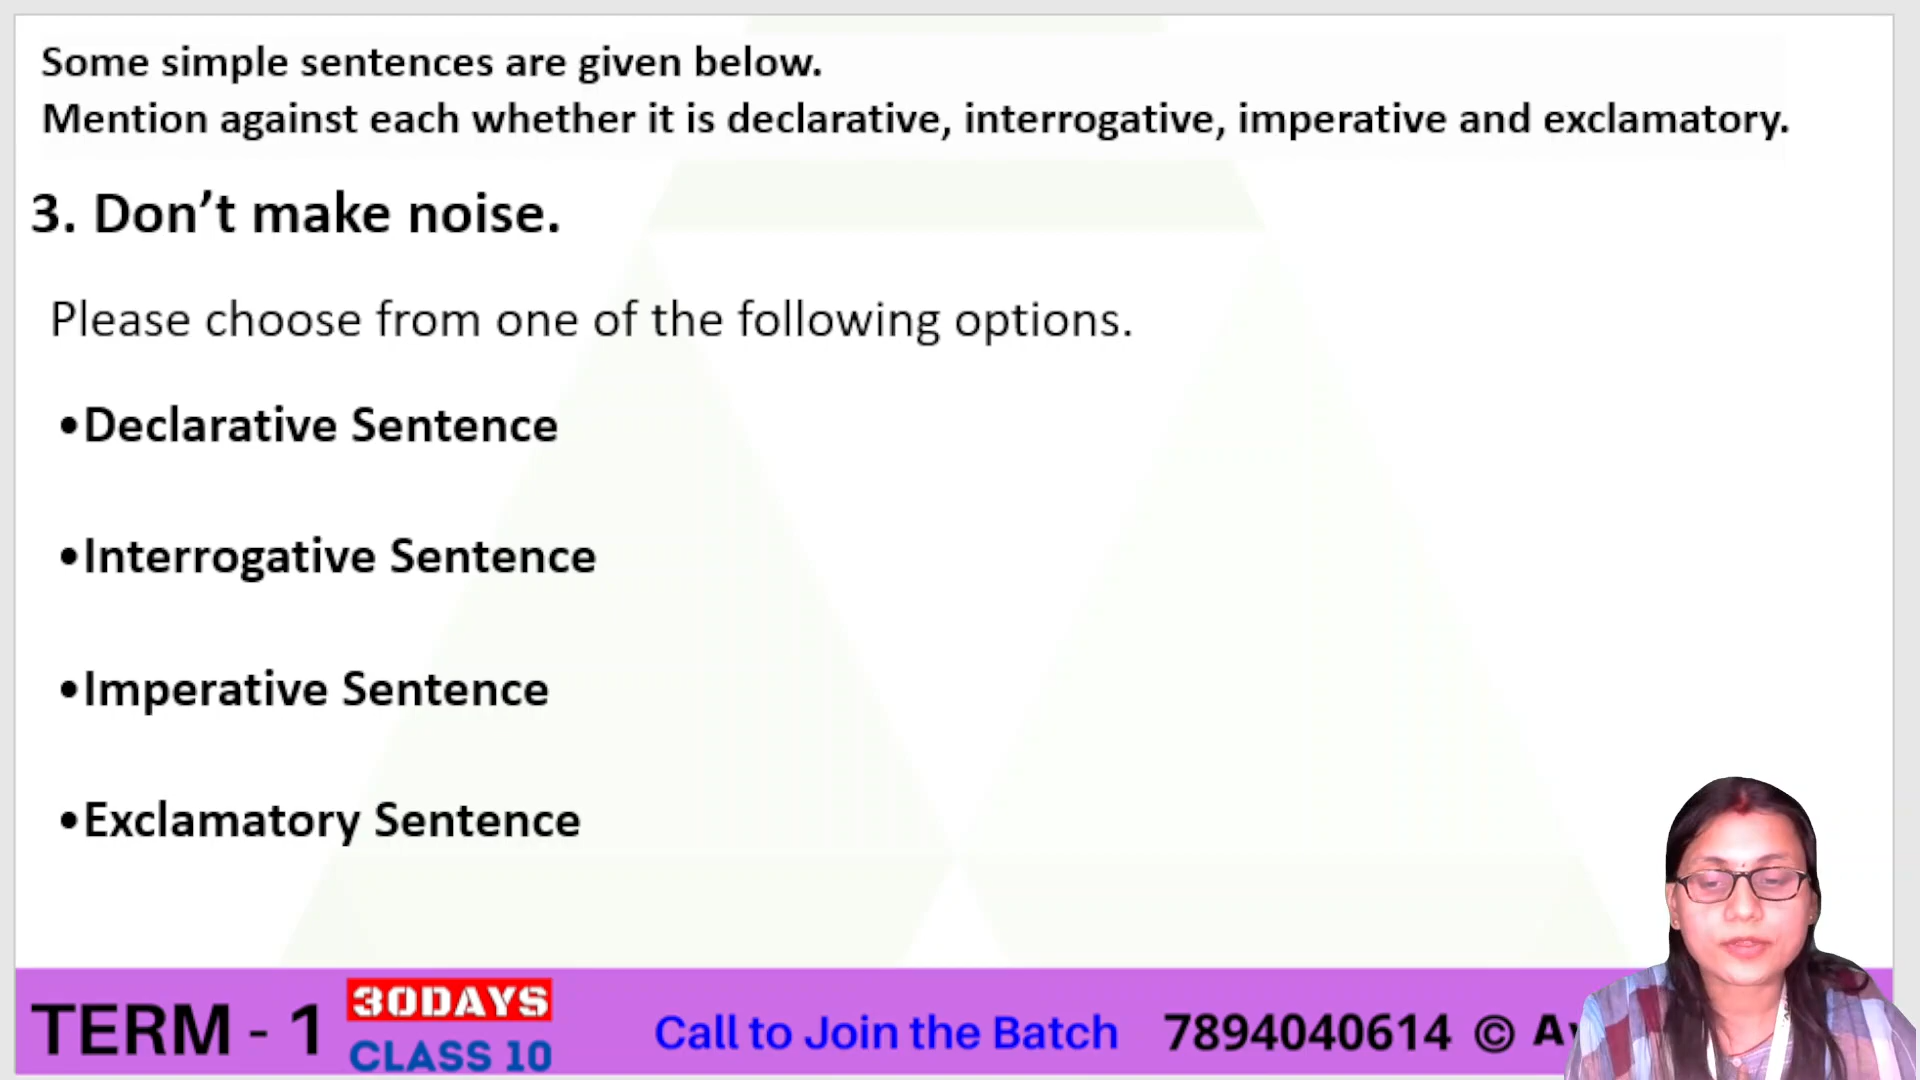 Some simple sentences are given below.
Mention against each whether it is declarative, interrogative, imperative and exclamatory.
3. Don’t make noise.
Please choose from one of the following options.
•Declarative Sentence
•Interrogative Sentence
•Imperative Sentence
•Exclamatory Sentence
TERM - 1
30DAYS
CLASS 10
Call to Join the Batch
7894040614 ©